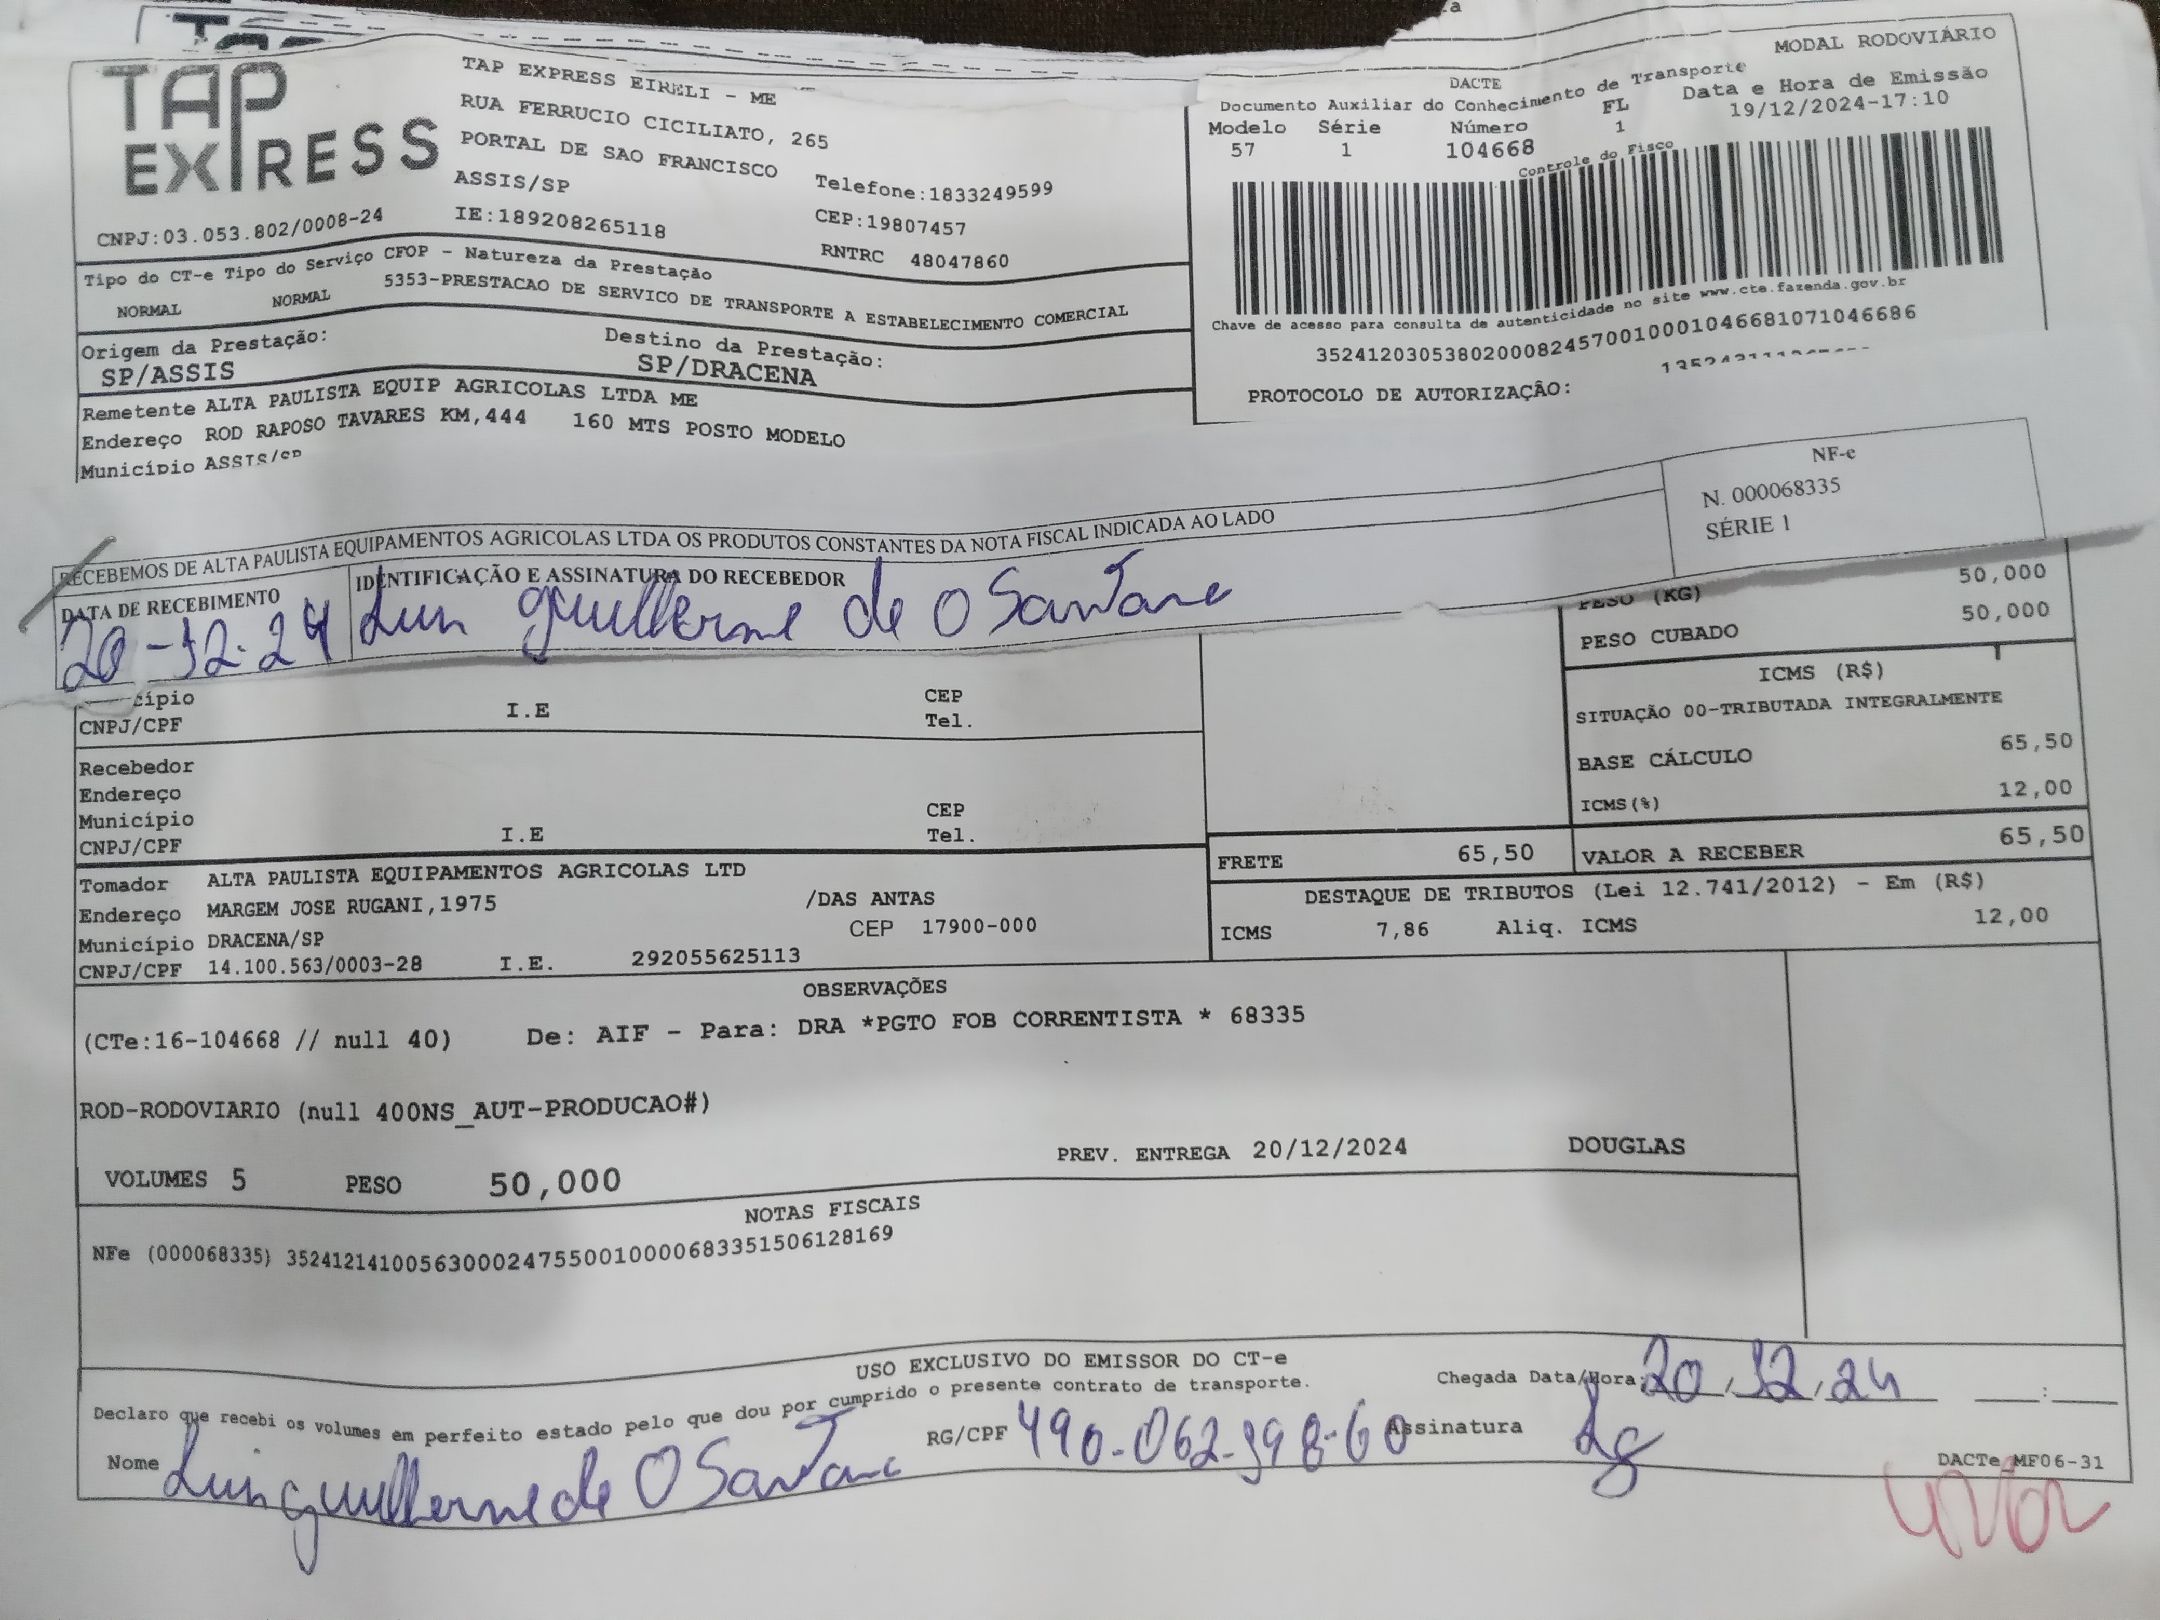 TAP EXPRESS
TAP EXPRESS EIRELI - ME
RUA FERRUCIO CICILIATO, 265
PORTAL DE SAO FRANCISCO
ASSIS/SP
Telefone:1833249599
IE:189208265118
CEP:19807457
CNPJ:03.053.802/0008-24
RNTRC 48047860
MODAL RODOVIÁRIO
DACTE
Documento Auxiliar do Conhecimento de Transporte
Data e Hora de Emissão
Modelo Série Número FL
19/12/2024-17:10
57 1 104668 1
Controle do Fisco
Chave de acesso para consulta de autenticidade no site www.cte.fazenda.gov.br
35241203053802000824570010001046681071046686
PROTOCOLO DE AUTORIZAÇÃO:
Tipo do CT-e Tipo do Serviço CFOP - Natureza da Prestação
NORMAL NORMAL 5353-PRESTACAO DE SERVICO DE TRANSPORTE A ESTABELECIMENTO COMERCIAL
Origem da Prestação: Destino da Prestação:
SP/ASSIS SP/DRACENA
Remetente ALTA PAULISTA EQUIP AGRICOLAS LTDA ME
Endereço ROD RAPOSO TAVARES KM,444 160 MTS POSTO MODELO
Município ASSIS/SP
NF-e
N. 000068335
SÉRIE 1
RECEBEMOS DE ALTA PAULISTA EQUIPAMENTOS AGRICOLAS LTDA OS PRODUTOS CONSTANTES DA NOTA FISCAL INDICADA AO LADO
DATA DE RECEBIMENTO IDENTIFICAÇÃO E ASSINATURA DO RECEBEDOR
20-12-24 Luis guilherme de O Santana
PESO (KG) 50,000
PESO CUBADO 50,000
ICMS (R$)
SITUAÇÃO 00-TRIBUTADA INTEGRALMENTE
BASE CÁLCULO 65,50
ICMS(%) 12,00
cípio CEP
CNPJ/CPF I.E Tel.
Recebedor
Endereço
Município CEP
CNPJ/CPF I.E Tel.
FRETE 65,50 VALOR A RECEBER 65,50
DESTAQUE DE TRIBUTOS (Lei 12.741/2012) - Em (R$)
ICMS 7,86 Aliq. ICMS 12,00
Tomador ALTA PAULISTA EQUIPAMENTOS AGRICOLAS LTD
Endereço MARGEM JOSE RUGANI,1975 /DAS ANTAS
Município DRACENA/SP CEP 17900-000
CNPJ/CPF 14.100.563/0003-28 I.E. 292055625113
OBSERVAÇÕES
(CTe:16-104668 // null 40) De: AIF - Para: DRA *PGTO FOB CORRENTISTA * 68335
ROD-RODOVIARIO (null 400NS_AUT-PRODUCAO#)
PREV. ENTREGA 20/12/2024 DOUGLAS
VOLUMES 5 PESO 50,000
NOTAS FISCAIS
NFe (000068335) 35241214100563000247550010000683351506128169
USO EXCLUSIVO DO EMISSOR DO CT-e
Declaro que recebi os volumes em perfeito estado pelo que dou por cumprido o presente contrato de transporte.
Chegada Data/Hora: 20,12,24 :
Nome Luis guilherme de O Santana RG/CPF 490-062-198-60 Assinatura
DACTe_MF06-31